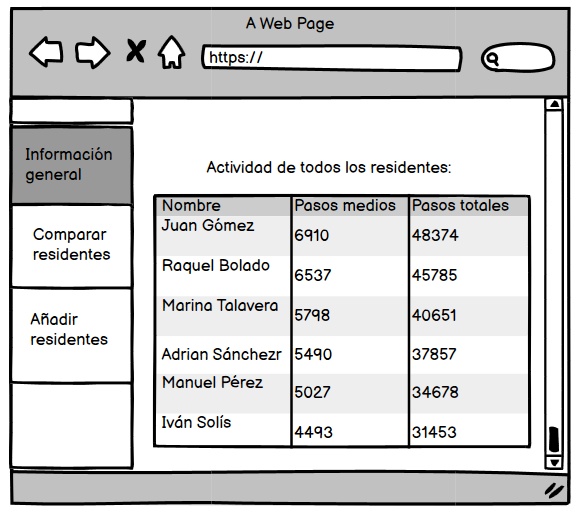 A Web Page
https://
Información
general
Comparar
residentes
Añadir
residentes
Actividad de todos los residentes:
Nombre Pasos medios Pasos totales
Juan Gómez 6910 48374
Raquel Bolado 6537 45785
Marina Talavera 5798 40651
Adrian Sánchezr 5490 37857
Manuel Pérez 5027 34678
Iván Solís 4493 31453